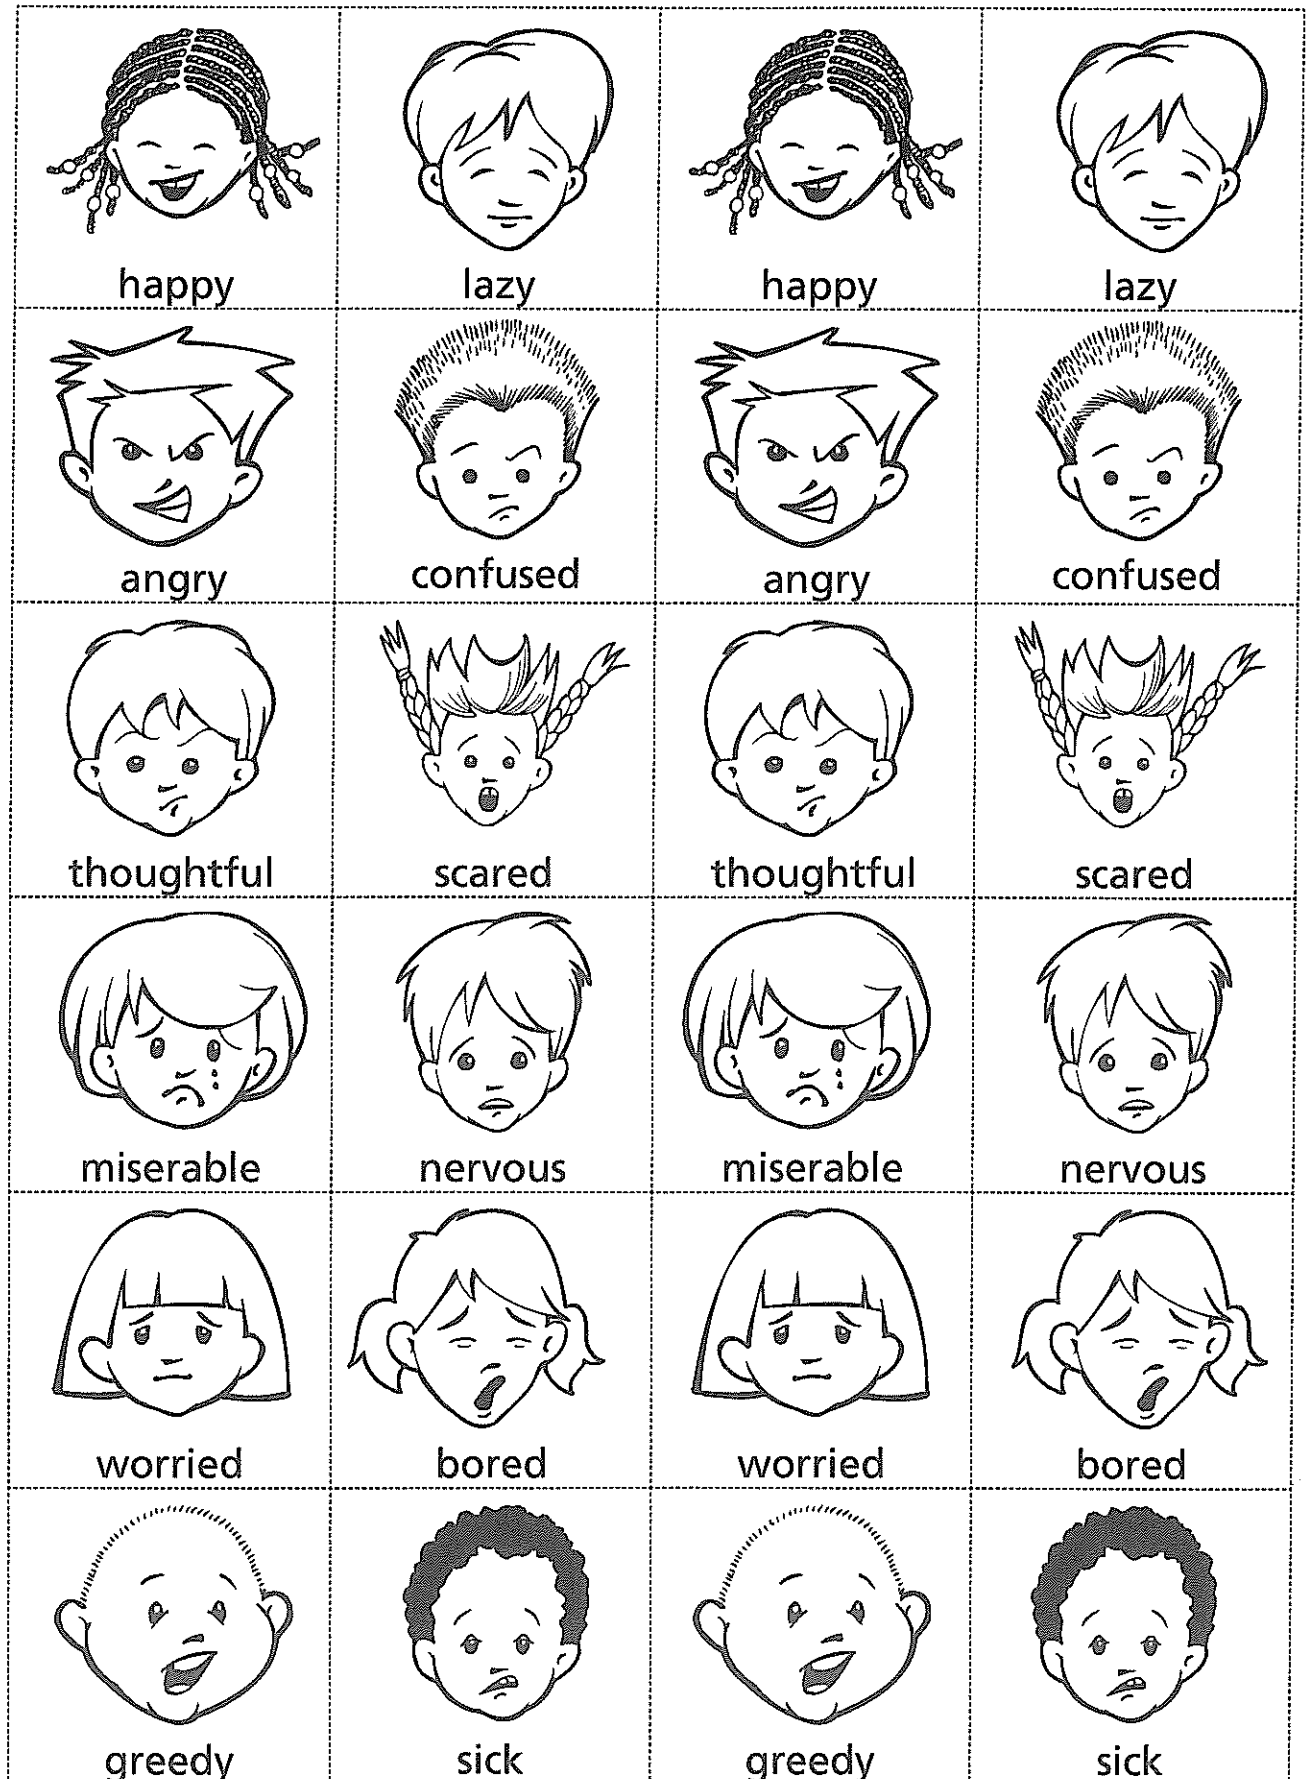 happy lazy happy lazy
angry confused angry confused
thoughtful scared thoughtful scared
miserable nervous miserable nervous
worried bored worried bored
greedy sick greedy sick